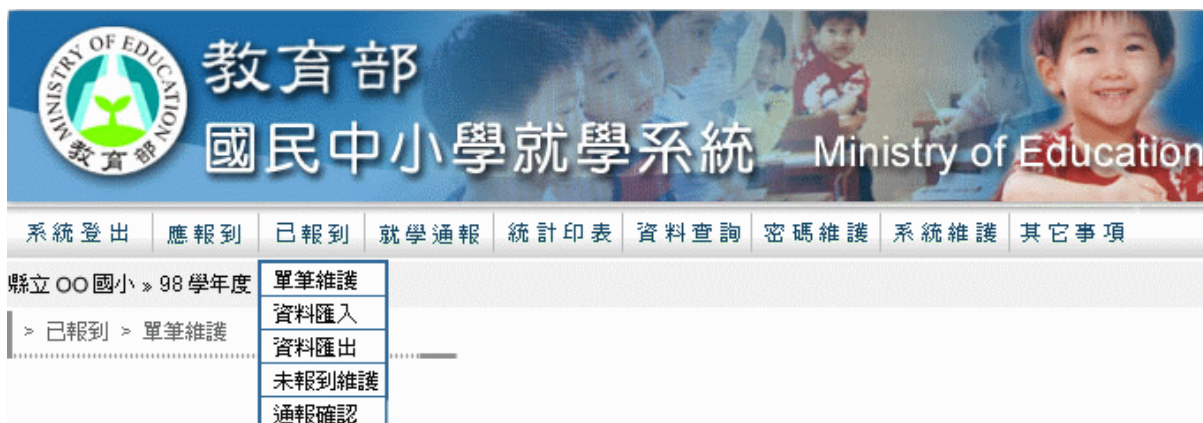 MINISTRY OF EDUCATION
教育部
教育部
國民中小學就學系統 Ministry of Education
系統登出 應報到 已報到 就學通報 統計印表 資料查詢 密碼維護 系統維護 其它事項
縣立 OO 國小 » 98 學年度
單筆維護
資料匯入
> 已報到 > 單筆維護
資料匯出
未報到維護
通報確認